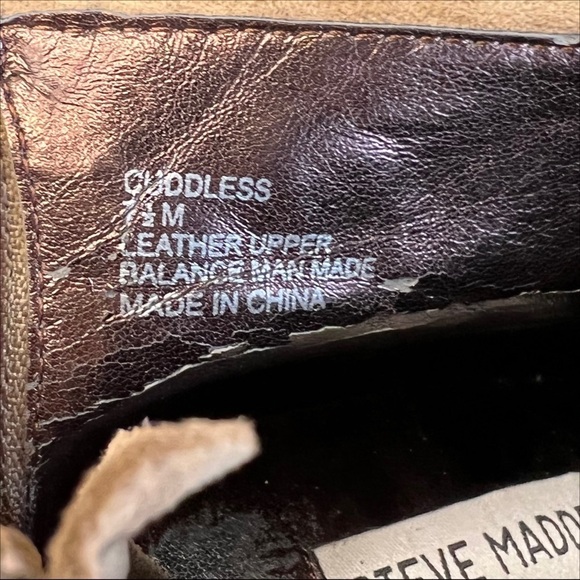 CUDDLESS
7½ M
LEATHER UPPER
BALANCE MAN MADE
MADE IN CHINA
STEVE MADD